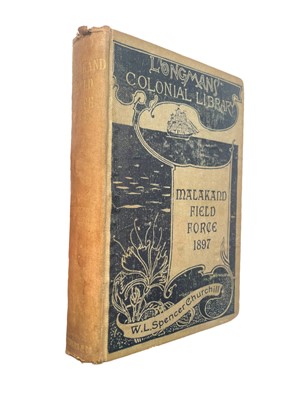 LONGMANS'
COLONIAL LIBRARY
MALAKAND
FIELD
FORCE
1897
W.L. Spencer Churchill